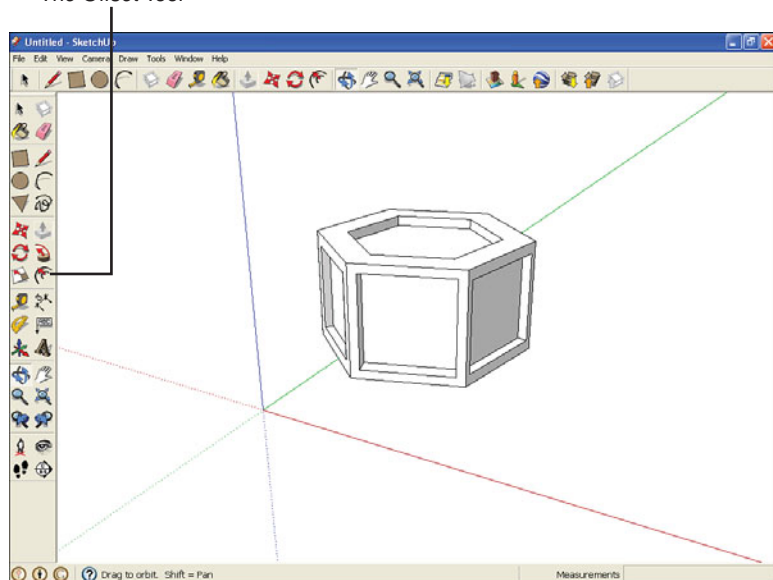 Untitled - SketchUp
File Edit View Camera Draw Tools Window Help
Drag to orbit. Shift = Pan
Measurements